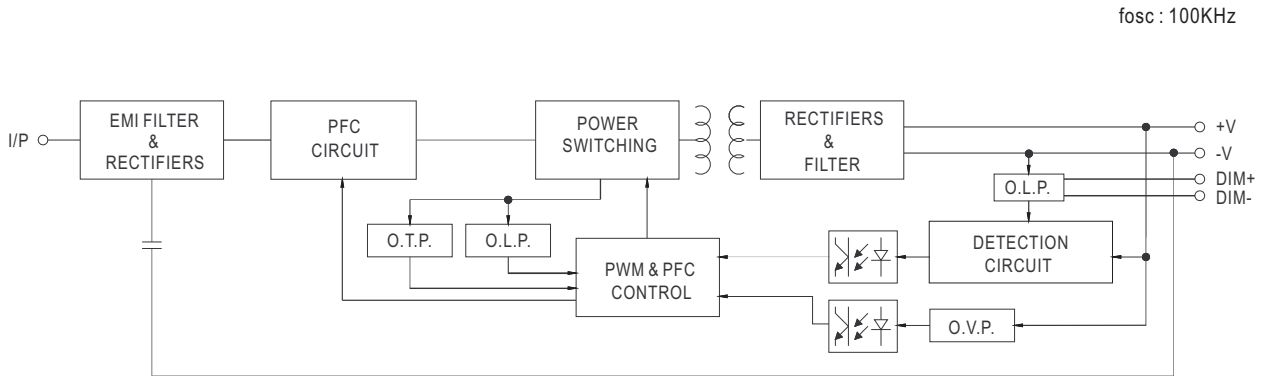 fosc : 100KHz
I/P
EMI FILTER
&
RECTIFIERS
PFC
CIRCUIT
POWER
SWITCHING
RECTIFIERS
&
FILTER
+V
-V
DIM+
DIM-
O.L.P.
O.T.P.
O.L.P.
PWM & PFC
CONTROL
DETECTION
CIRCUIT
O.V.P.